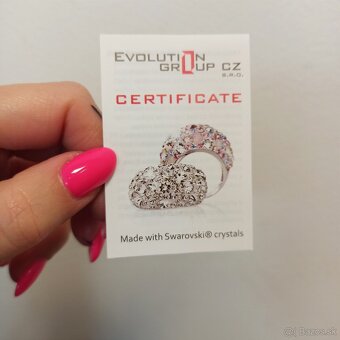 EVOLUTION
GROUP CZ
S.R.O.
CERTIFICATE
Made with Swarovski® crystals